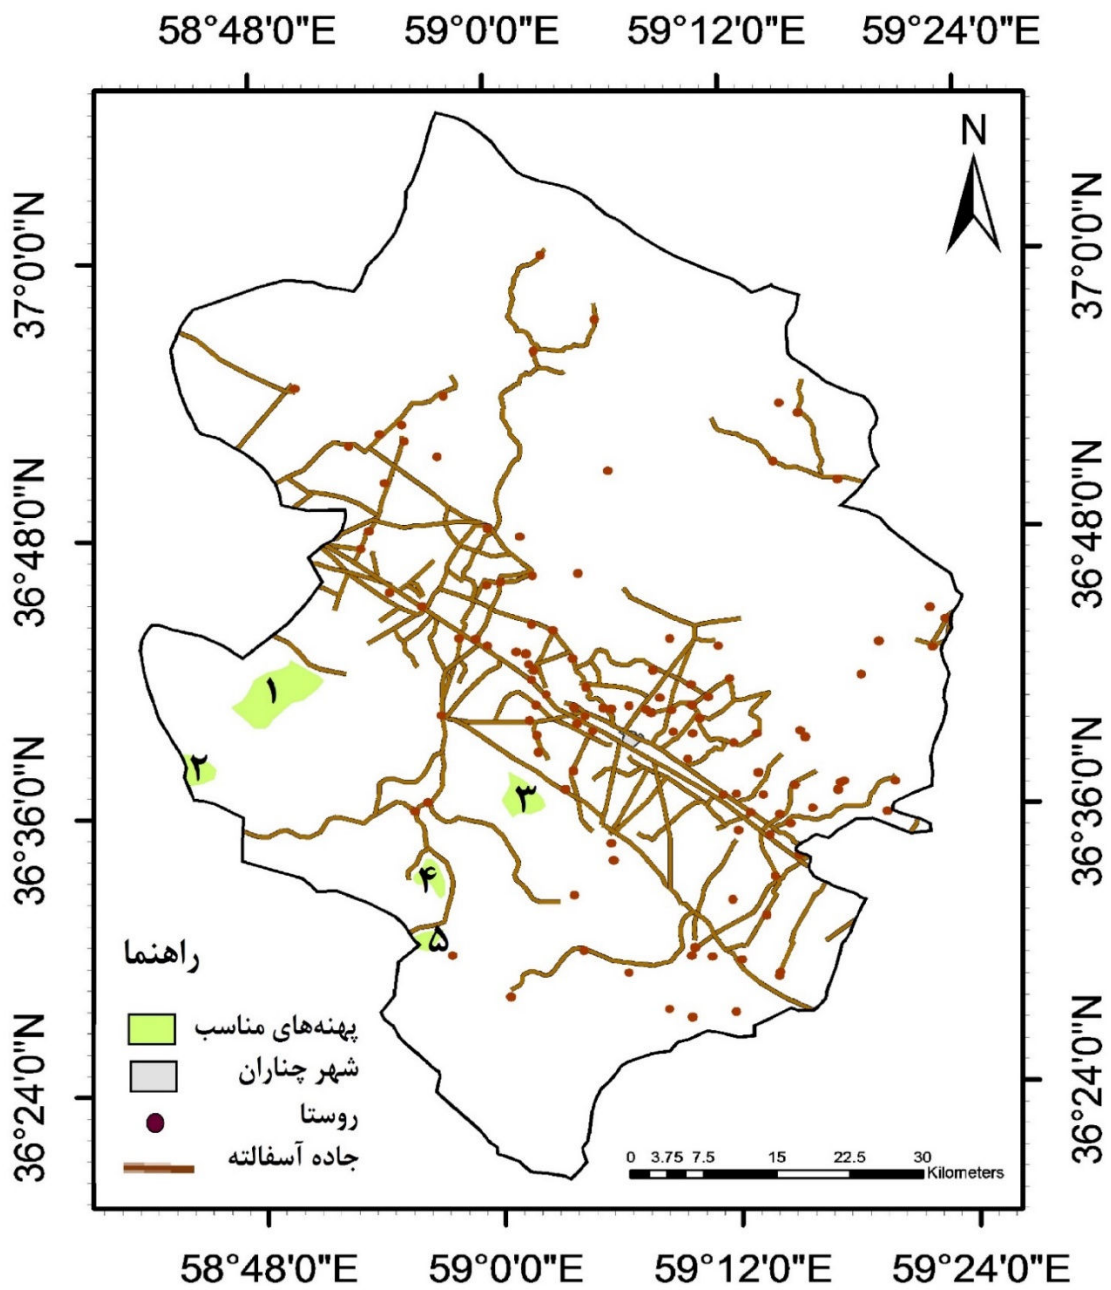 58°48'0"E 59°0'0"E 59°12'0"E 59°24'0"E
N
37°0'0"N
37°0'0"N
36°48'0"N
36°48'0"N
۱
۲
۳
36°36'0"N
36°36'0"N
۴
۵
راهنما
پهنه‌های مناسب
شهر چناران
روستا
جاده آسفالته
36°24'0"N
36°24'0"N
0 3.75 7.5 15 22.5 30
Kilometers
58°48'0"E 59°0'0"E 59°12'0"E 59°24'0"E